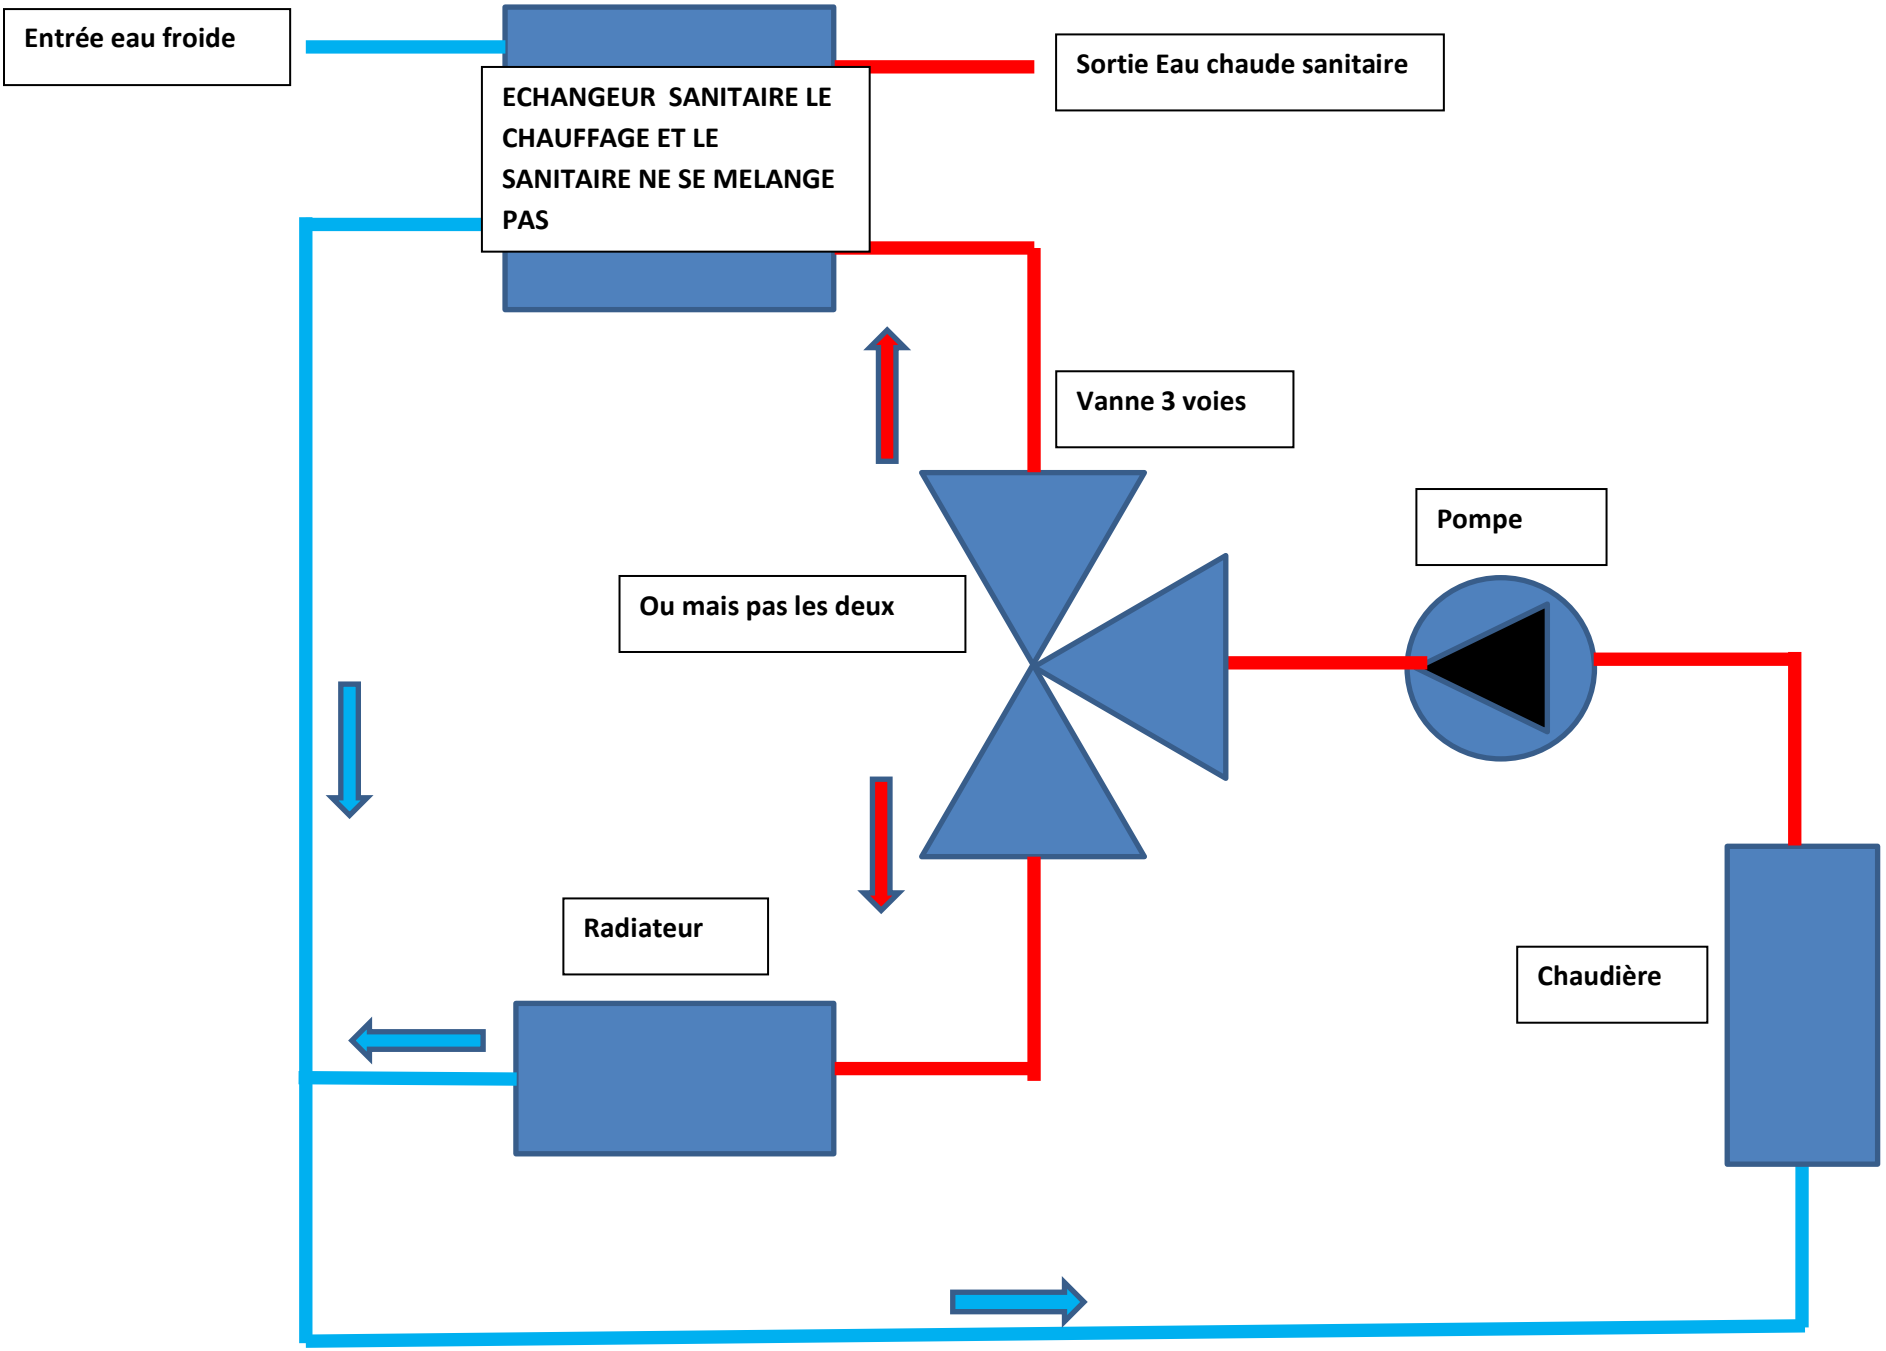 Entrée eau froide
Sortie Eau chaude sanitaire
ECHANGEUR  SANITAIRE LE
CHAUFFAGE ET LE
SANITAIRE NE SE MELANGE
PAS
Vanne 3 voies
Pompe
Ou mais pas les deux
Radiateur
Chaudière